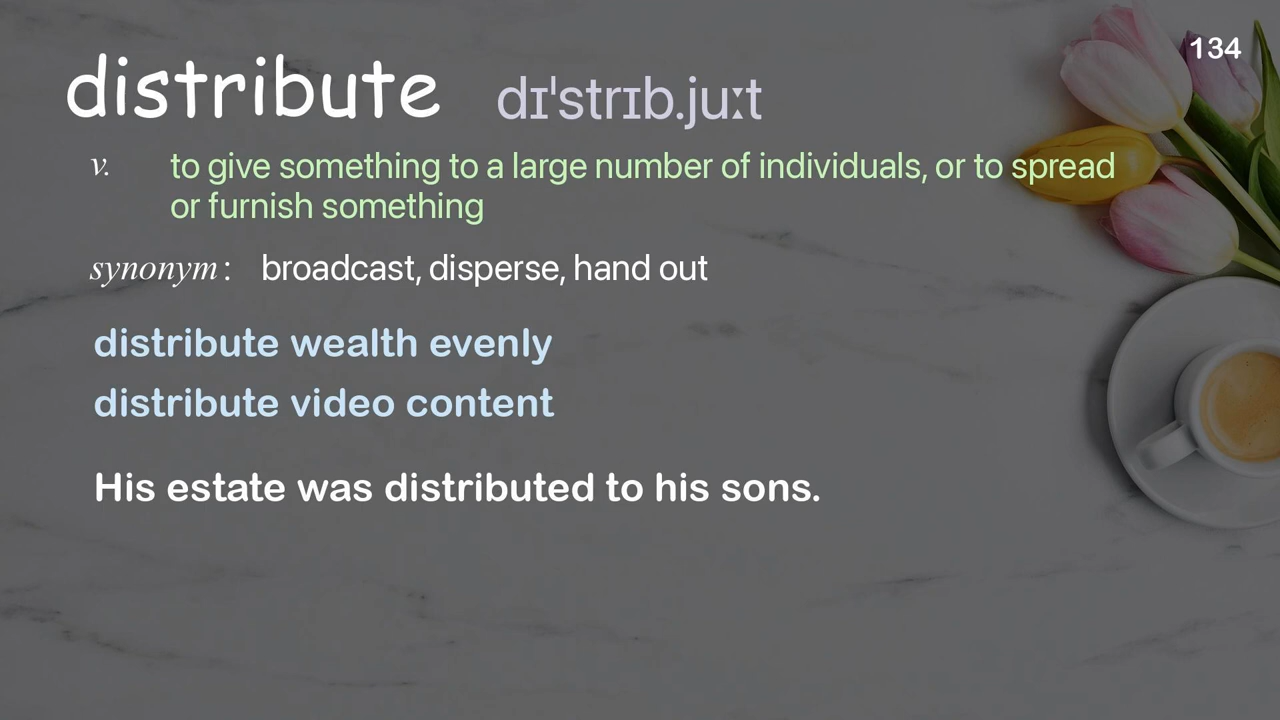 134
distribute dɪˈstrɪb.juːt
v. to give something to a large number of individuals, or to spread
or furnish something
synonym : broadcast, disperse, hand out
distribute wealth evenly
distribute video content
His estate was distributed to his sons.